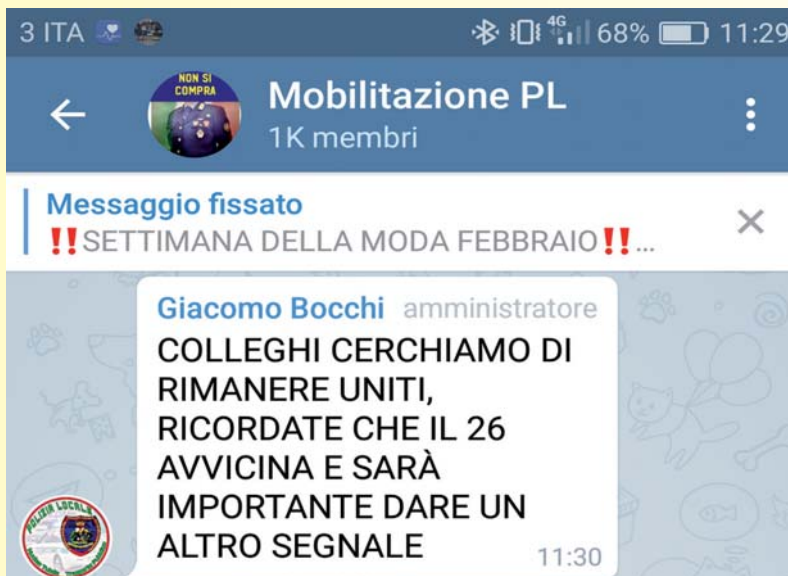 3 ITA 4G 68% 11:29
NON SI
COMPRA
Mobilitazione PL
1K membri
Messaggio fissato
‼️SETTIMANA DELLA MODA FEBBRAIO‼️...
Giacomo Bocchi amministratore
COLLEGHI CERCHIAMO DI
RIMANERE UNITI,
RICORDATE CHE IL 26
AVVICINA E SARÀ
IMPORTANTE DARE UN
ALTRO SEGNALE
11:30
POLIZIA LOCALE